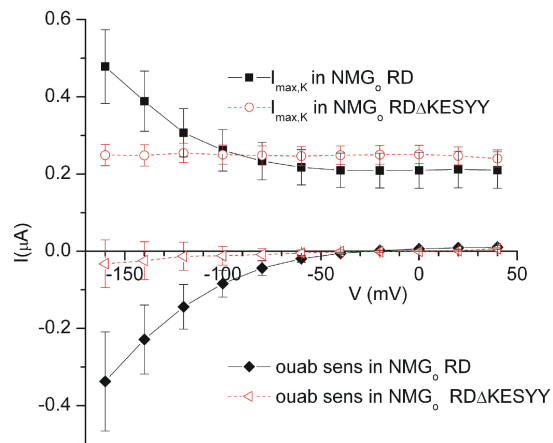 0.6
I_max,K in NMG_o RD
I_max,K in NMG_o RDΔKESYY
0.4
0.2
0.0
-150 -100 -50 0 50
V (mV)
I(μA)
-0.2
ouab sens in NMG_o RD
ouab sens in NMG_o RDΔKESYY
-0.4